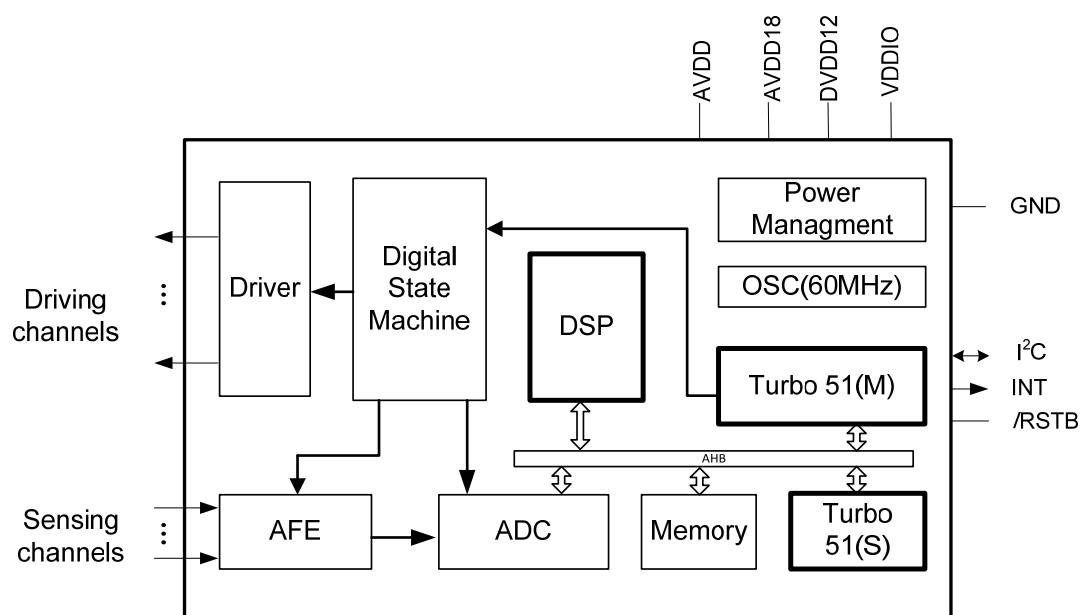 AVDD
AVDD18
DVDD12
VDDIO
Power
Managment
GND
Digital
State
Machine
Driver
Driving
channels
⋮
OSC(60MHz)
DSP
I²C
Turbo 51(M)
INT
/RSTB
AHB
Sensing
channels
⋮
AFE
ADC
Memory
Turbo
51(S)